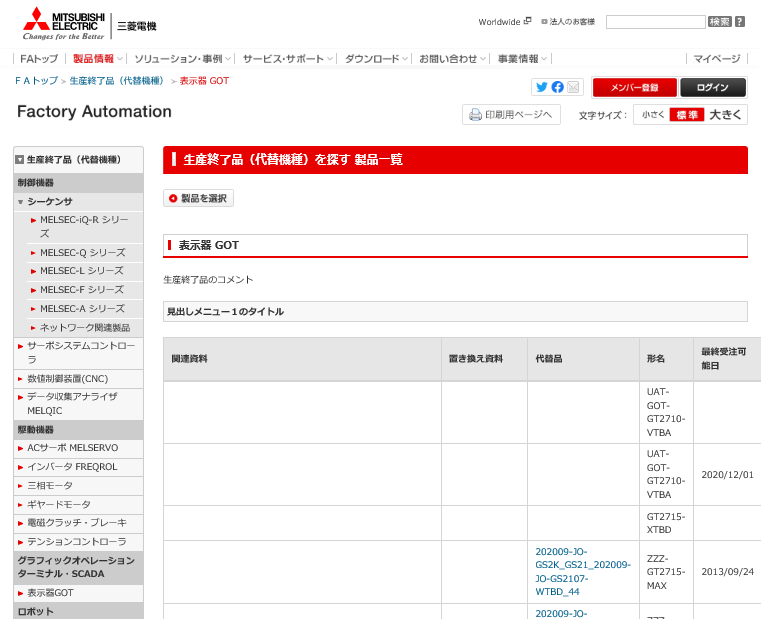 MITSUBISHI
ELECTRIC
Changes for the Better
三菱電機
Worldwide
法人のお客様
検索
?
FAトップ
製品情報
ソリューション・事例
サービス・サポート
ダウンロード
お問い合わせ
事業情報
マイページ
ＦＡトップ > 生産終了品（代替機種） > 表示器 GOT
メンバー登録
ログイン
Factory Automation
印刷用ページへ
文字サイズ：
小さく
標準
大きく
生産終了品（代替機種）
制御機器
シーケンサ
MELSEC-iQ-R シリー
ズ
MELSEC-Q シリーズ
MELSEC-L シリーズ
MELSEC-F シリーズ
MELSEC-A シリーズ
ネットワーク関連製品
サーボシステムコントロー
ラ
数値制御装置(CNC)
データ収集アナライザ
MELQIC
駆動機器
ACサーボ MELSERVO
インバータ FREQROL
三相モータ
ギヤードモータ
電磁クラッチ・ブレーキ
テンションコントローラ
グラフィックオペレーション
ターミナル・SCADA
表示器GOT
ロボット
生産終了品（代替機種）を探す 製品一覧
製品を選択
表示器 GOT
生産終了品のコメント
見出しメニュー１のタイトル
関連資料
置き換え資料
代替品
形名
最終受注可
能日
UAT-
GOT-
GT2710-
VTBA
UAT-
GOT-
GT2710-
VTBA
2020/12/01
GT2715-
XTBD
202009-JO-
GS2K_GS21_202009-
JO-GS2107-
WTBD_44
ZZZ-
GT2715-
MAX
2013/09/24
202009-JO-